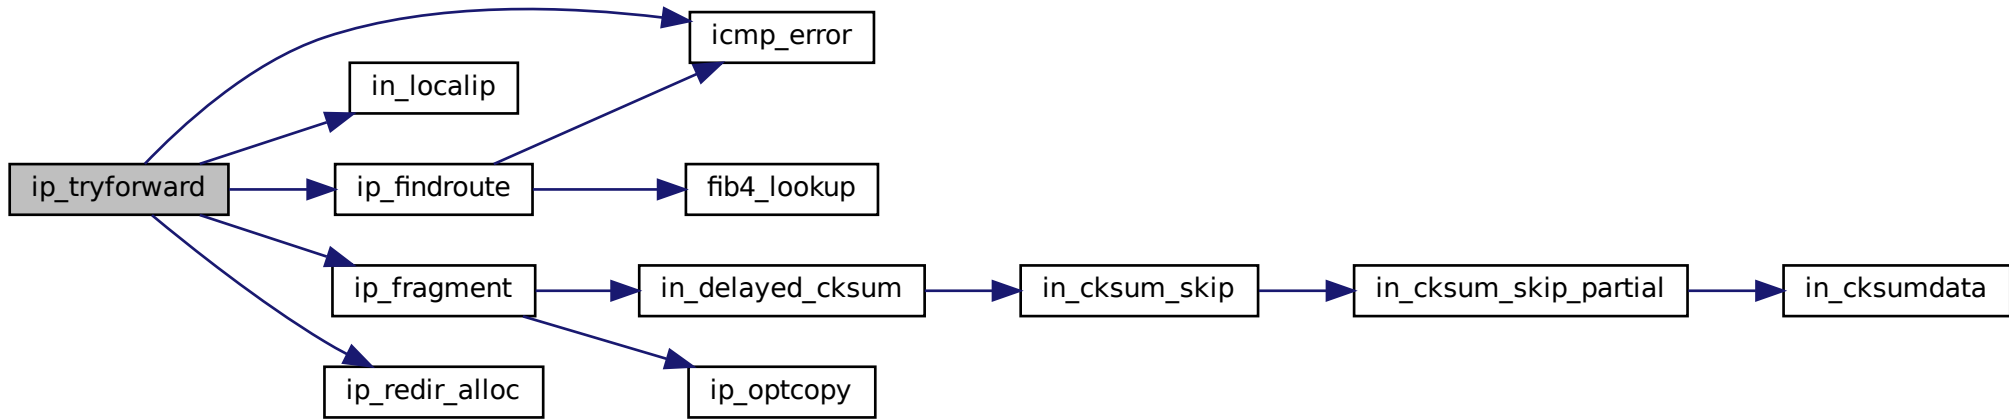 icmp_error
in_localip
ip_tryforward
ip_findroute
fib4_lookup
ip_fragment
in_delayed_cksum
in_cksum_skip
in_cksum_skip_partial
in_cksumdata
ip_redir_alloc
ip_optcopy